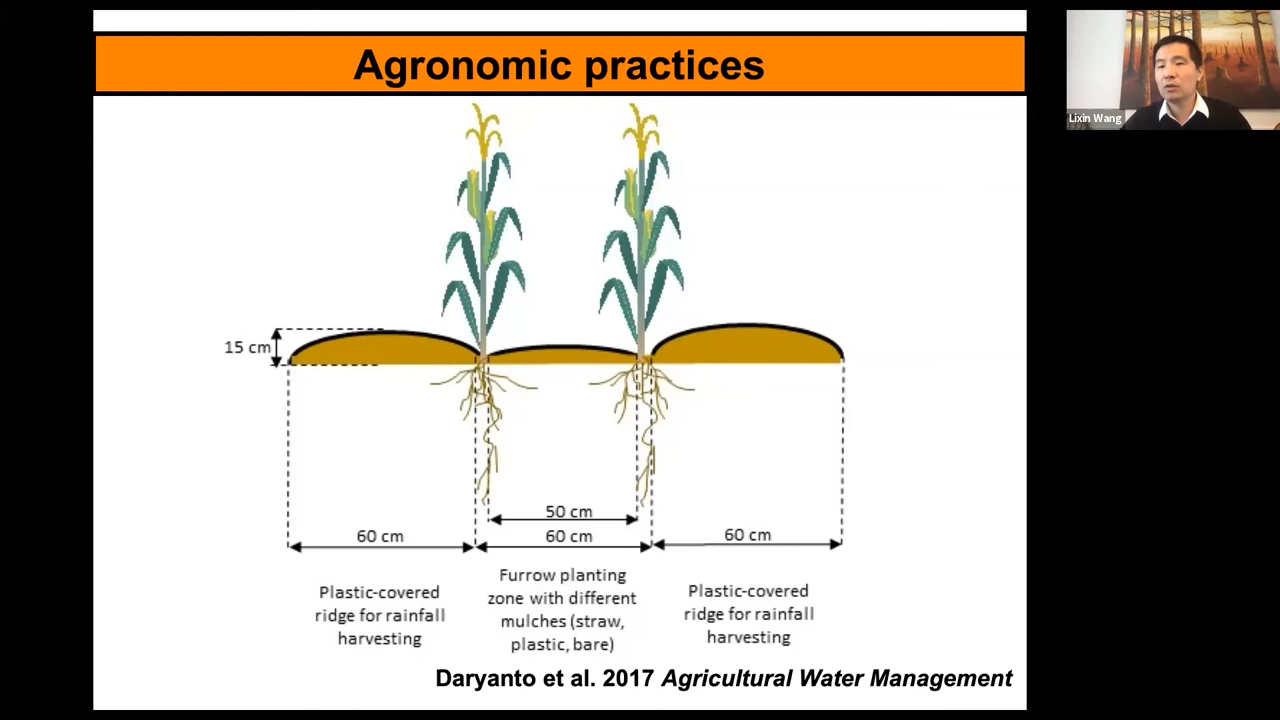 Agronomic practices
Lixin Wang
15 cm
50 cm
60 cm
60 cm
60 cm
Plastic-covered
ridge for rainfall
harvesting
Furrow planting
zone with different
mulches (straw,
plastic, bare)
Plastic-covered
ridge for rainfall
harvesting
Daryanto et al. 2017 Agricultural Water Management